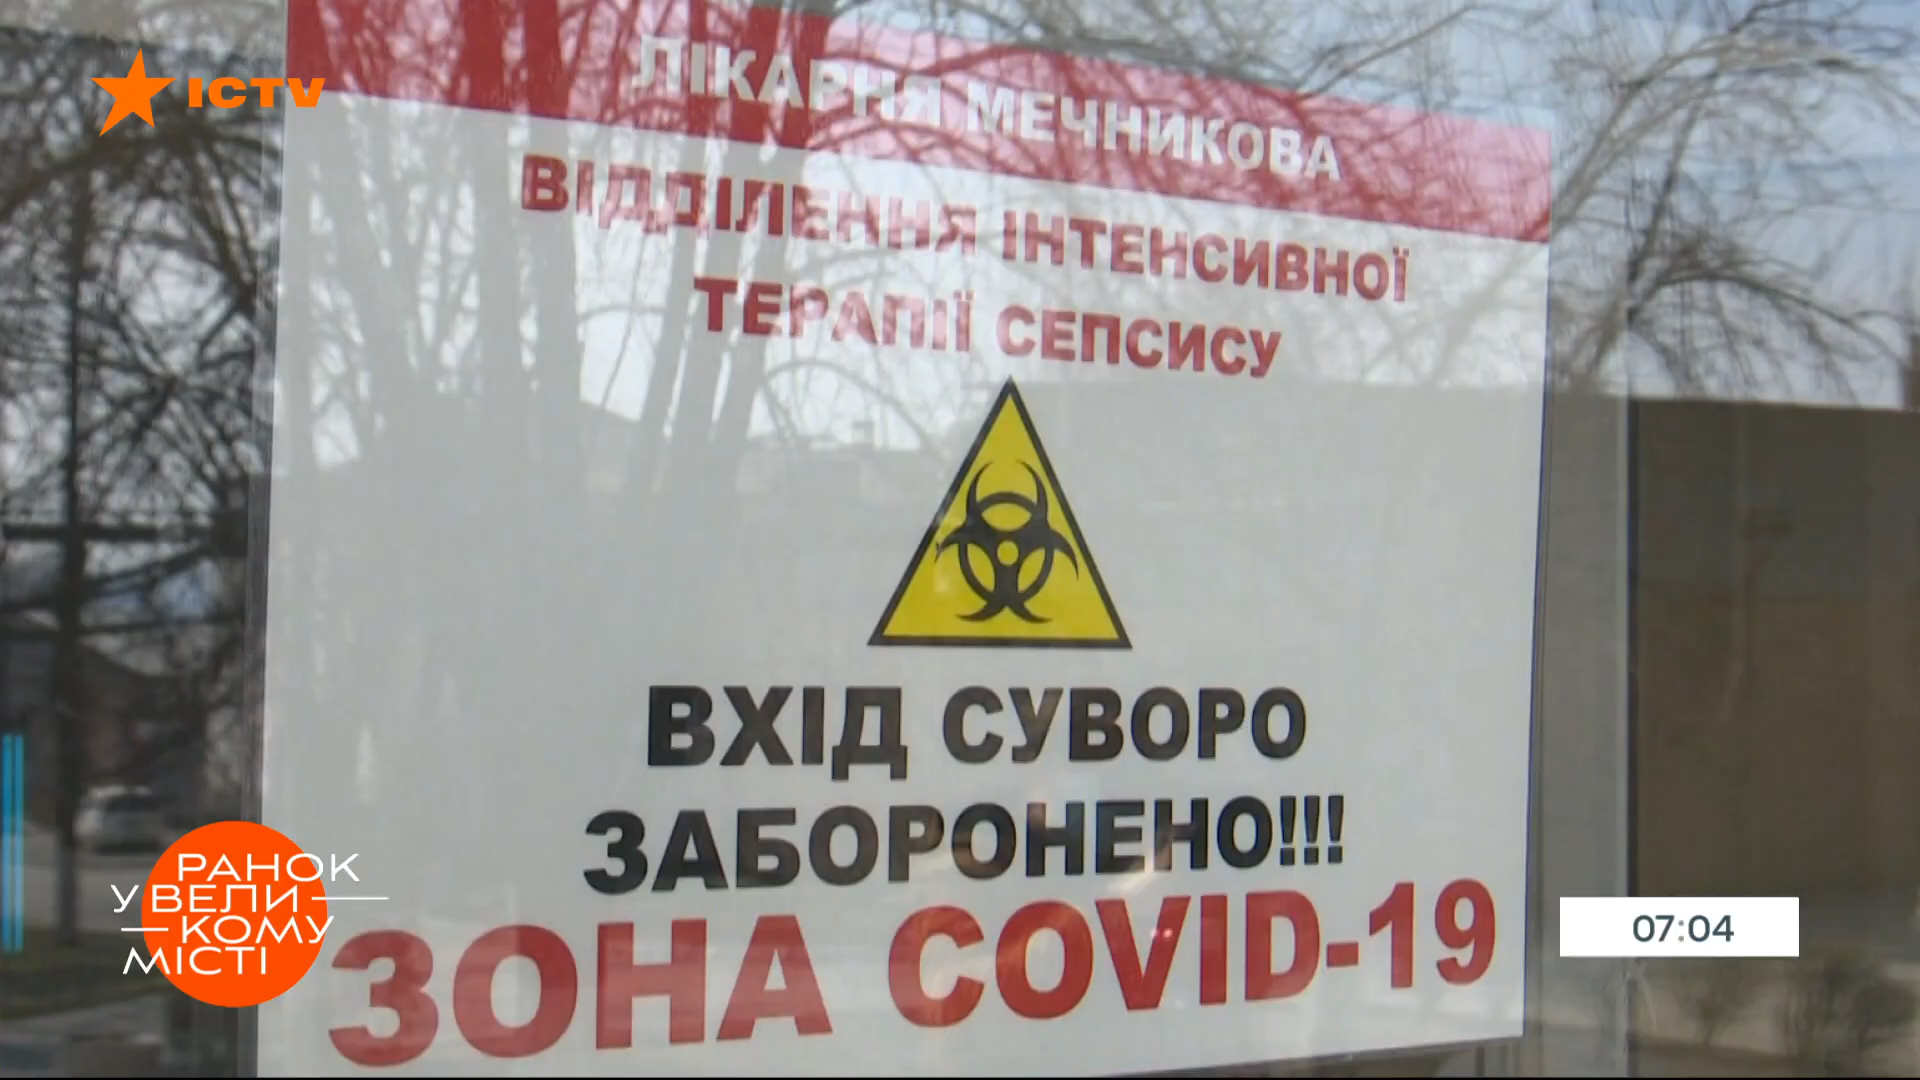 ICTV
ЛІКАРНЯ МЕЧНИКОВА
ВІДДІЛЕННЯ ІНТЕНСИВНОЇ
ТЕРАПІЇ СЕПСИСУ
ВХІД СУВОРО
ЗАБОРОНЕНО!!!
ЗОНА COVID-19
РАНОК
У ВЕЛИ—
—КОМУ
МІСТІ
07:04